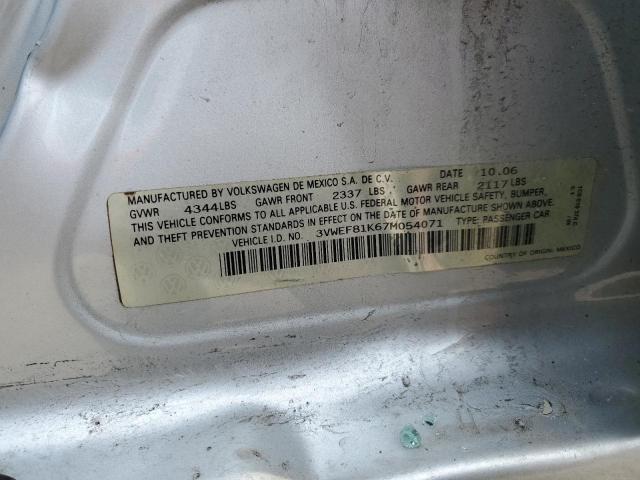 MANUFACTURED BY VOLKSWAGEN DE MEXICO S.A. DE C.V. DATE 10.06
GVWR 4344LBS GAWR FRONT 2337 LBS GAWR REAR 2117LBS
THIS VEHICLE CONFORMS TO ALL APPLICABLE U.S. FEDERAL MOTOR VEHICLE SAFETY, BUMPER,
AND THEFT PREVENTION STANDARDS IN EFFECT ON THE DATE OF MANUFACTURE SHOWN ABOVE.
VEHICLE I.D. NO. 3VWEF81K67M054071 TYPE: PASSENGER CAR
COUNTRY OF ORIGIN: MEXICO